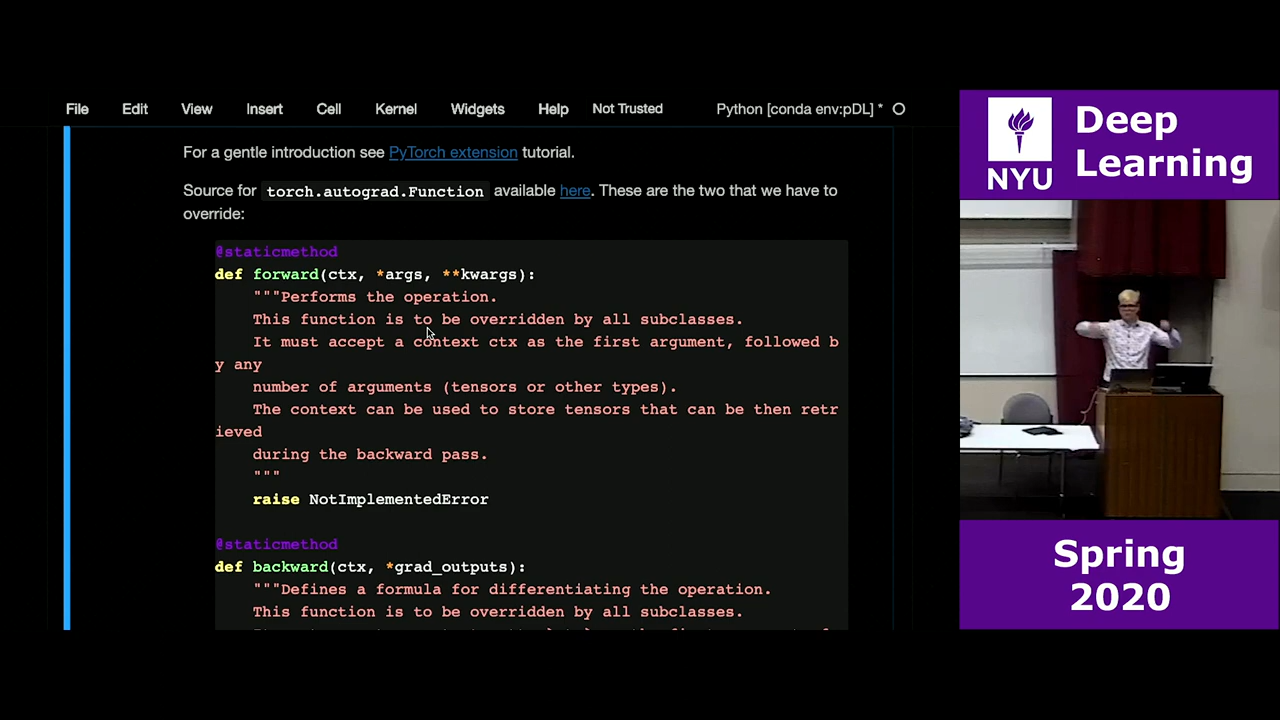 File Edit View Insert Cell Kernel Widgets Help Not Trusted Python [conda env:pDL] *
For a gentle introduction see PyTorch extension tutorial.
Source for torch.autograd.Function available here. These are the two that we have to
override:
@staticmethod
def forward(ctx, *args, **kwargs):
"""Performs the operation.
This function is to be overridden by all subclasses.
It must accept a context ctx as the first argument, followed b
y any
number of arguments (tensors or other types).
The context can be used to store tensors that can be then retr
ieved
during the backward pass.
"""
raise NotImplementedError
@staticmethod
def backward(ctx, *grad_outputs):
"""Defines a formula for differentiating the operation.
This function is to be overridden by all subclasses.
NYU
Deep
Learning
Spring
2020